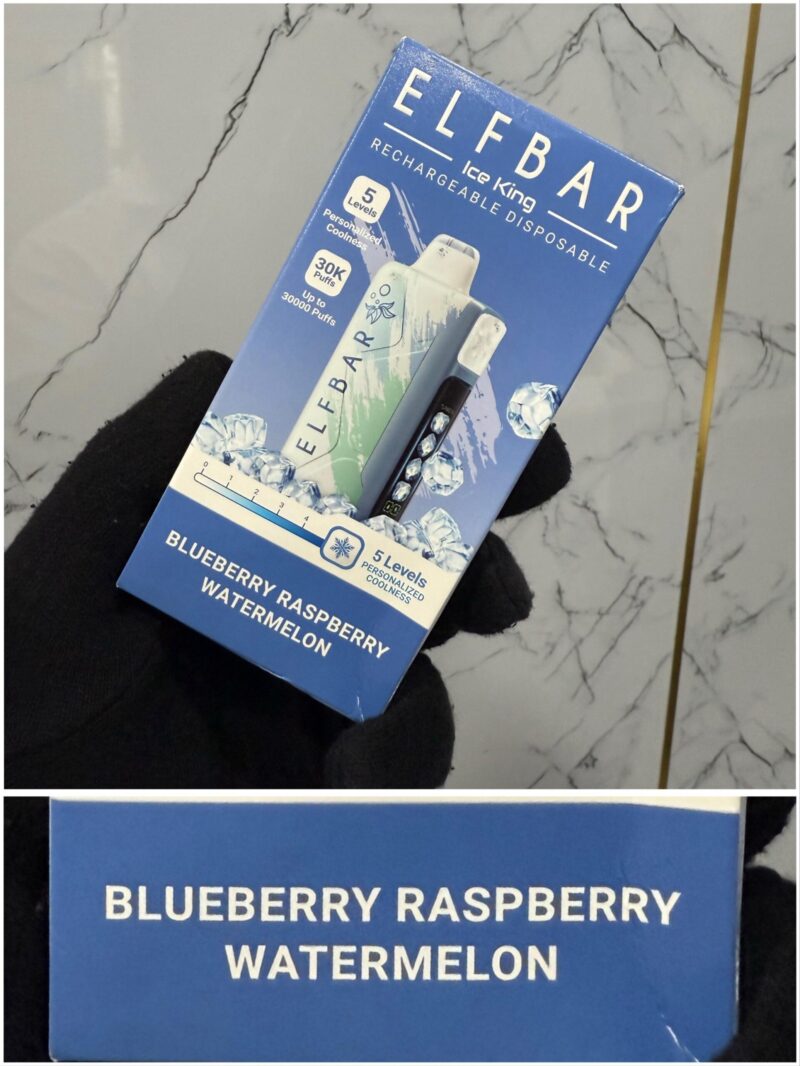 ELFBAR
Ice King
RECHARGEABLE DISPOSABLE
5
Levels
Personalized
Coolness
30K
Puffs
Up to
30000 Puffs
ELFBAR
0 1 2 3 4
5 Levels
PERSONALIZED
COOLNESS
BLUEBERRY RASPBERRY
WATERMELON
BLUEBERRY RASPBERRY
WATERMELON